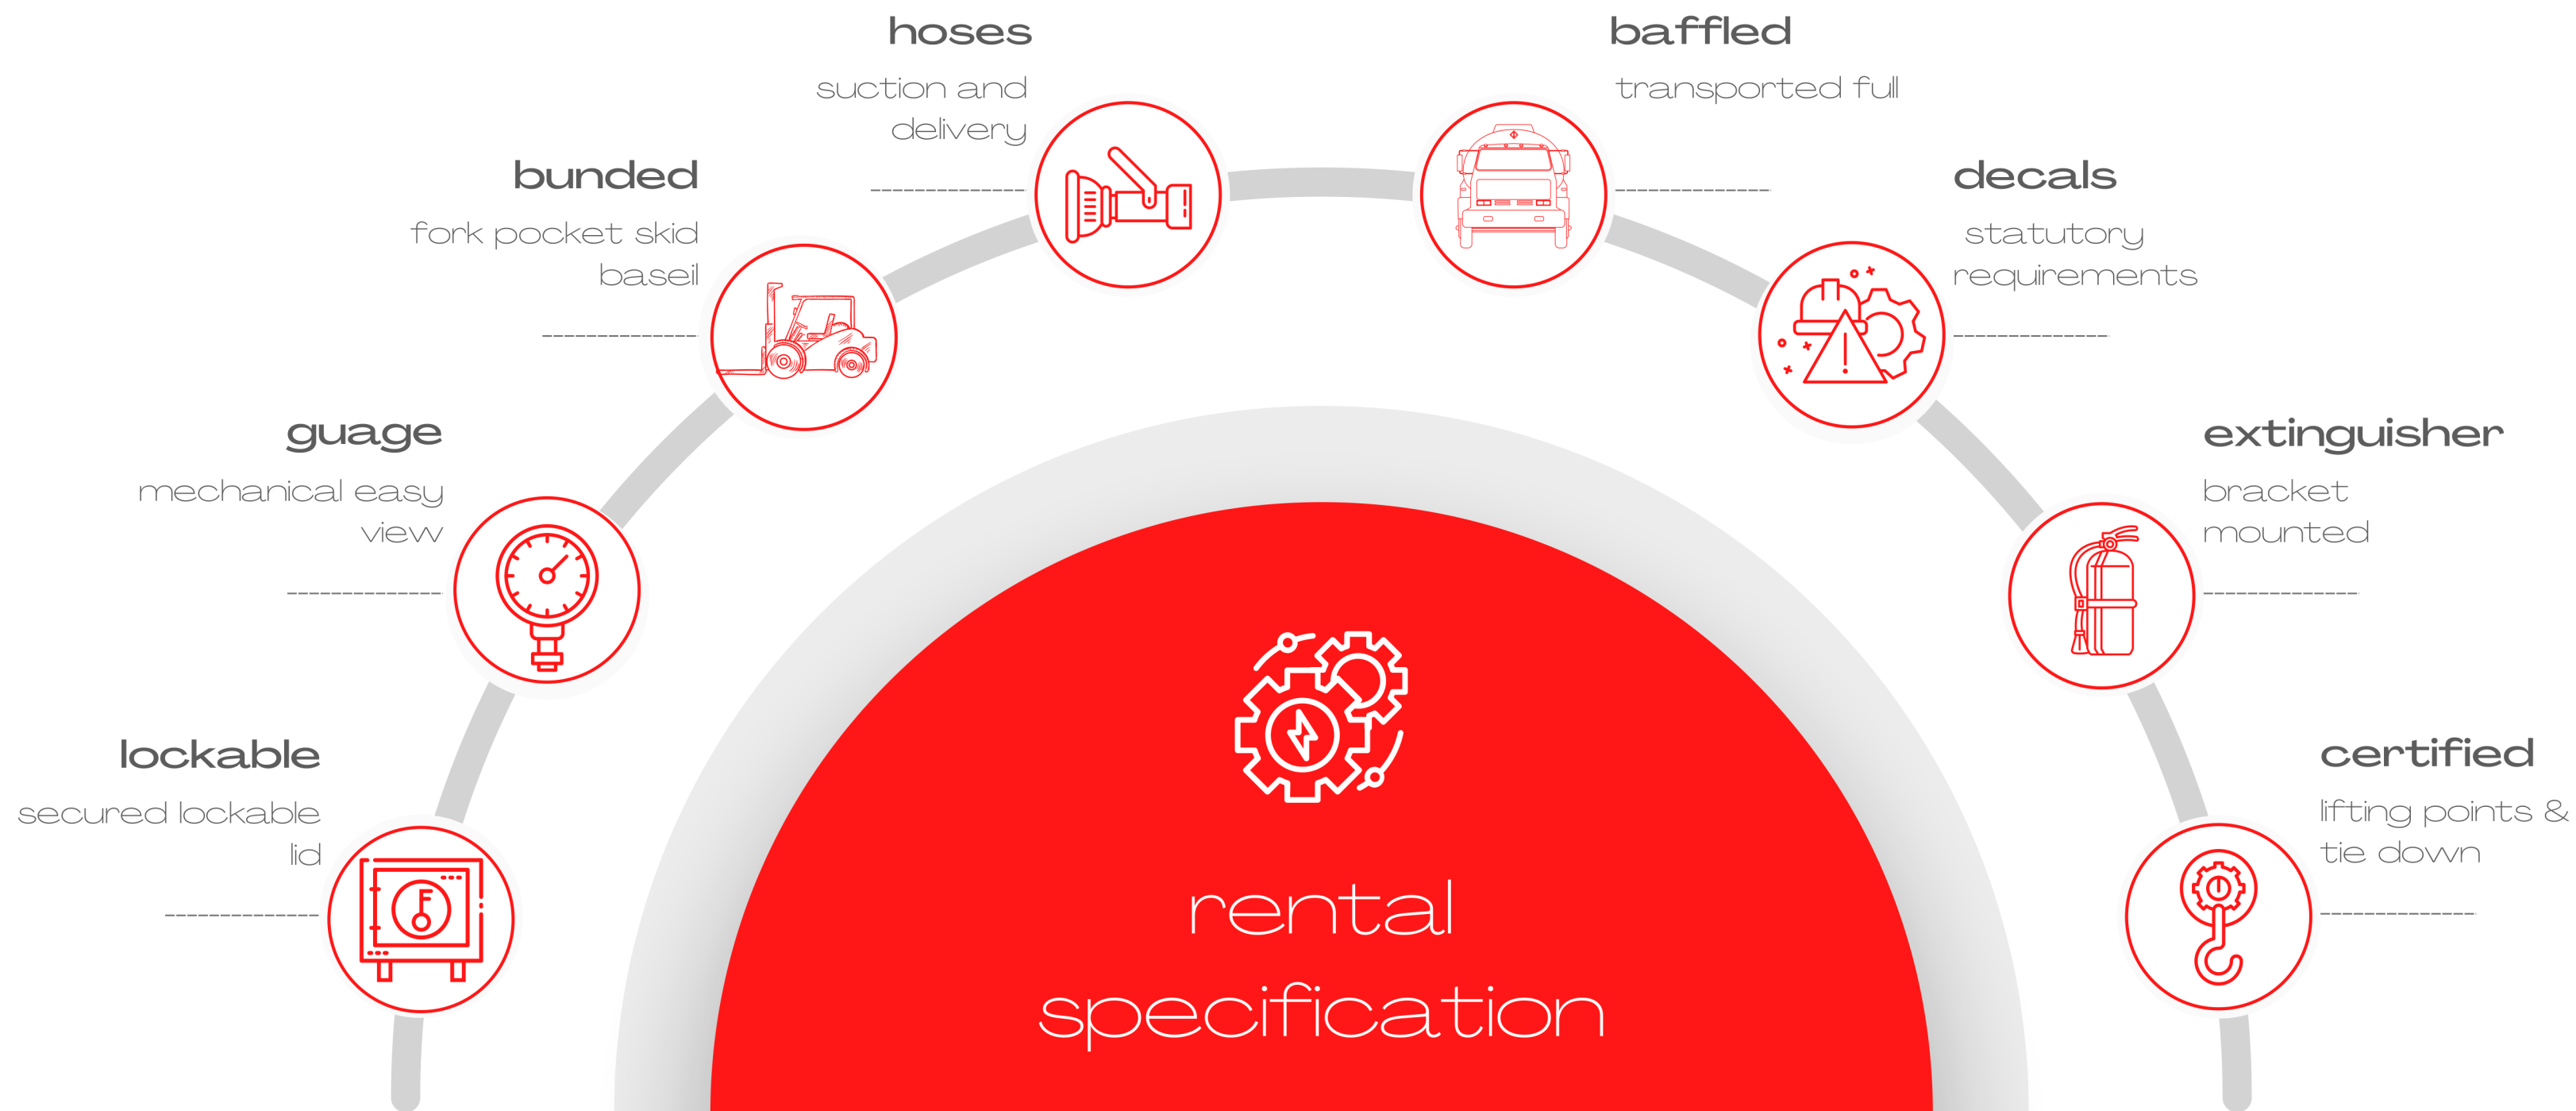 hoses
suction and
delivery
baffled
transported full
bunded
fork pocket skid
baseil
decals
statutory
requirements
guage
mechanical easy
view
extinguisher
bracket
mounted
lockable
secured lockable
lid
certified
lifting points &
tie down
rental
specification